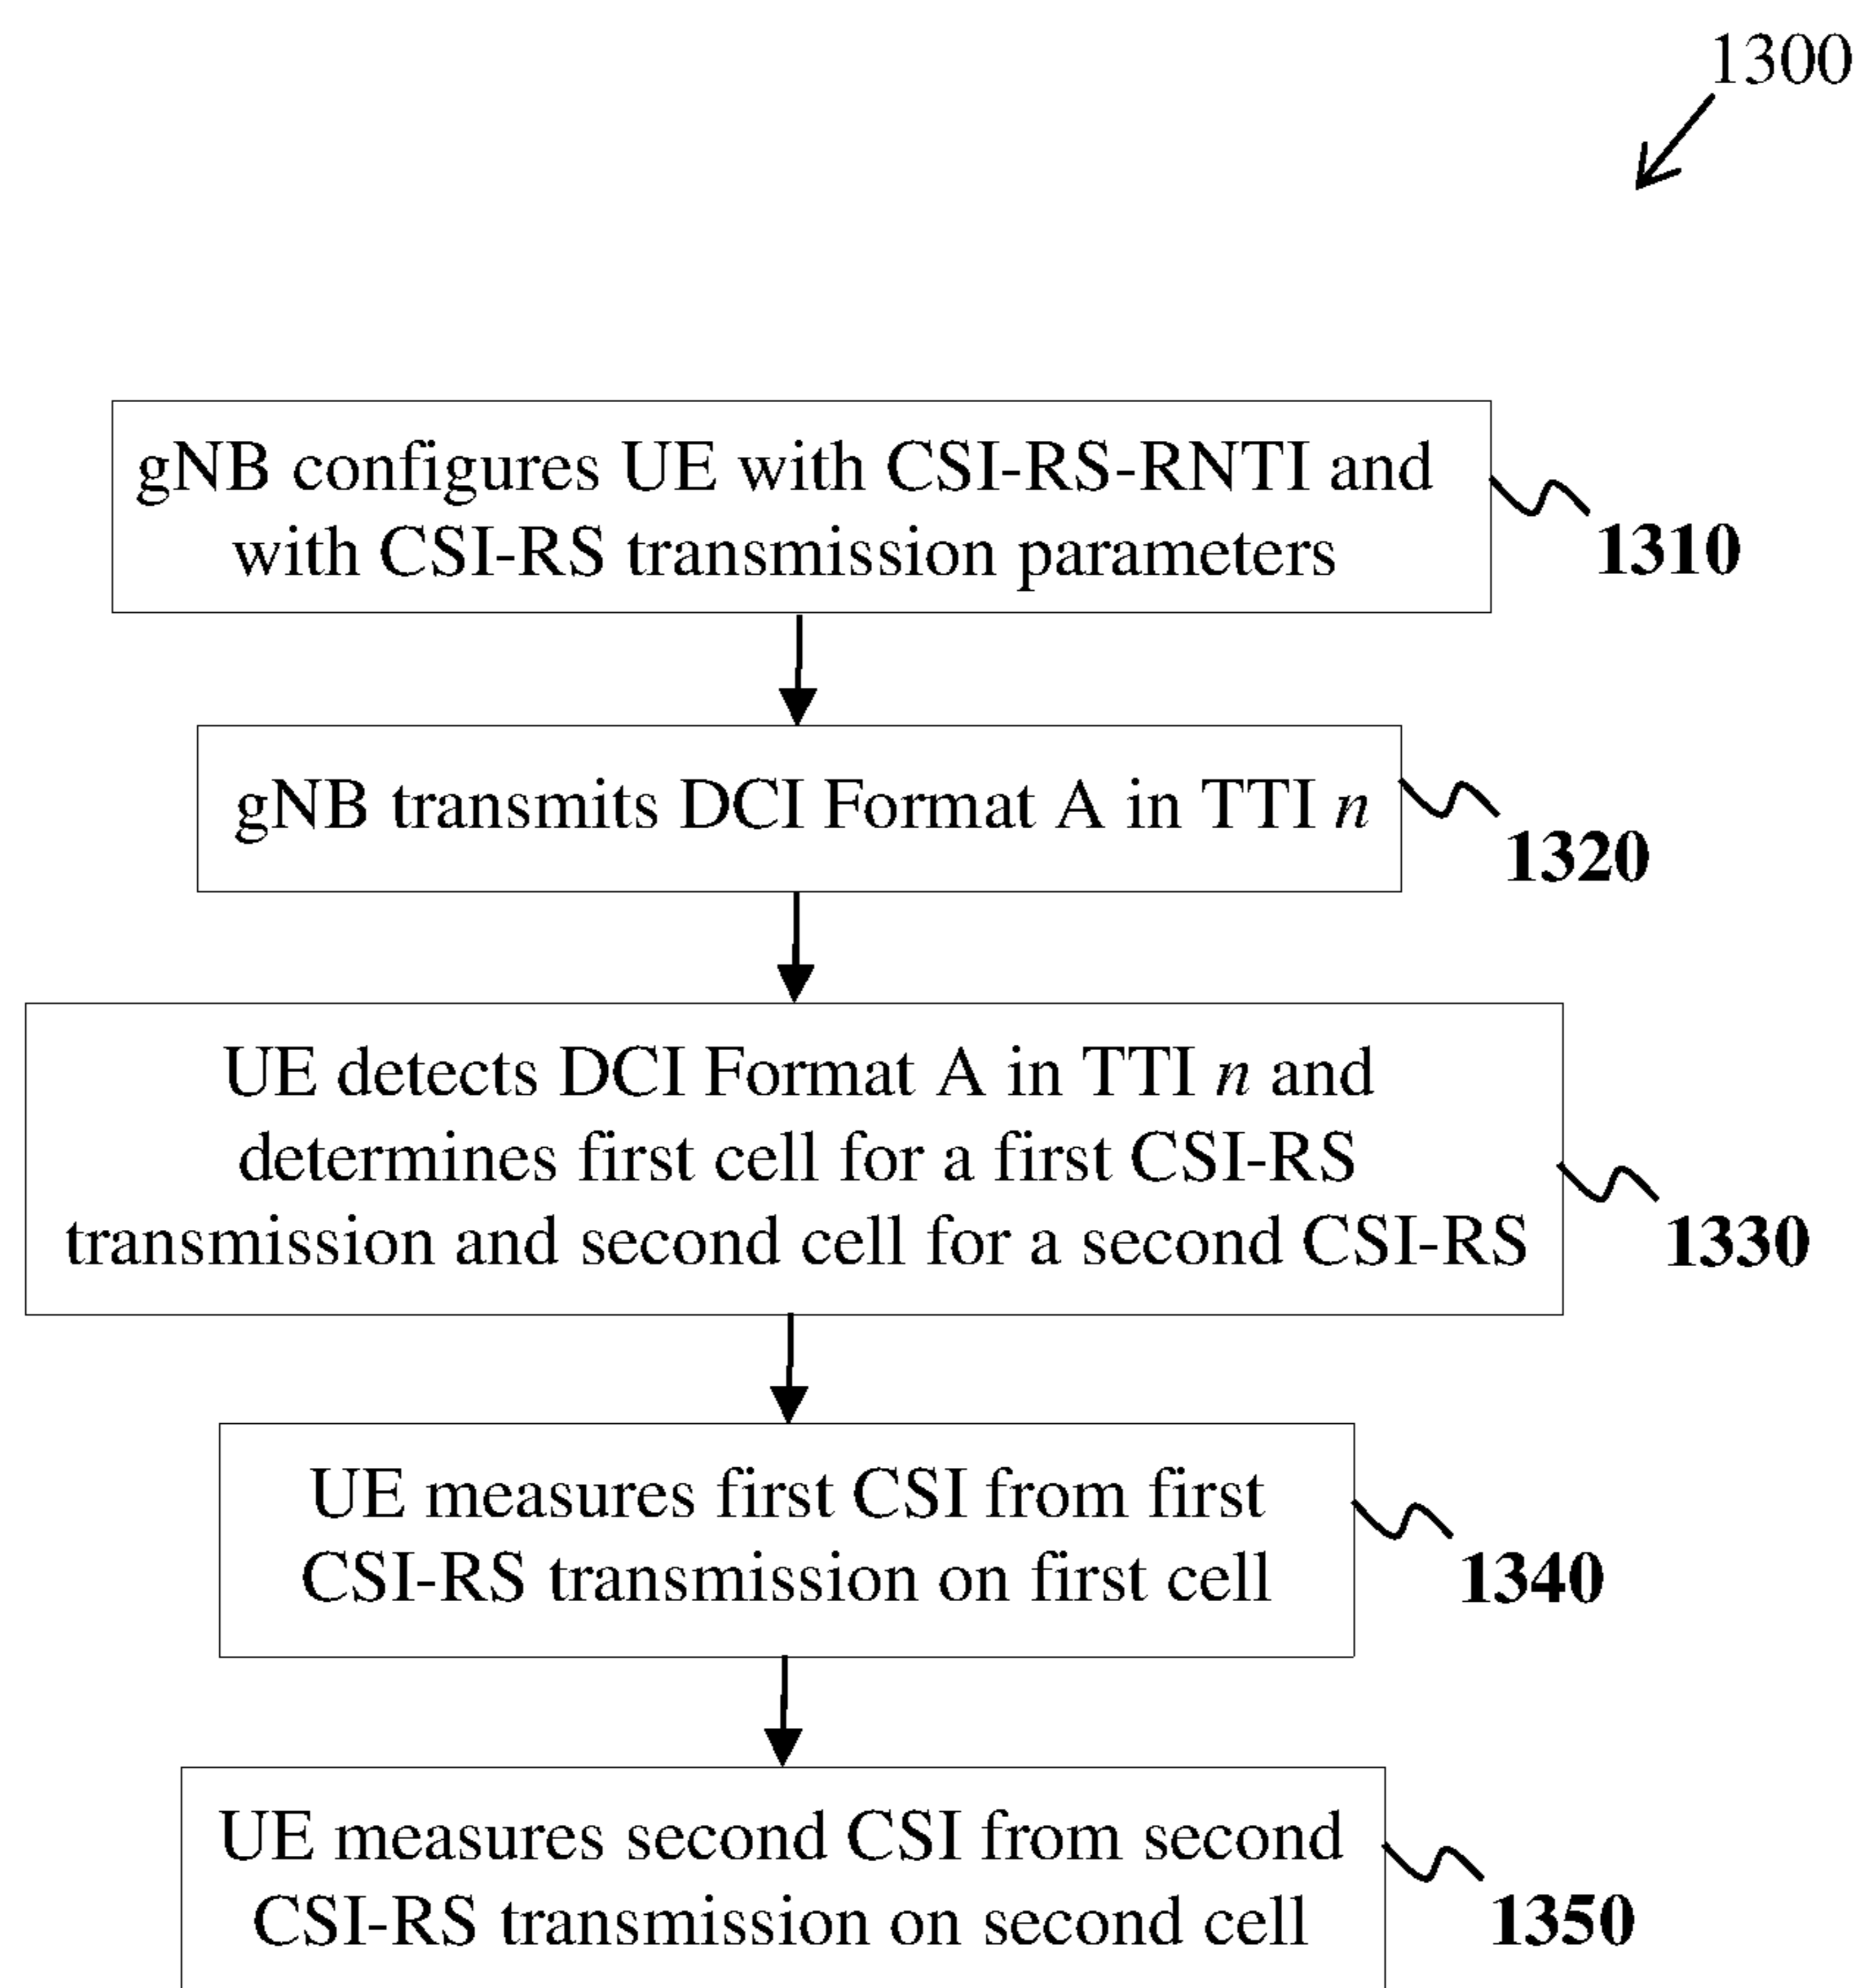 1300
gNB configures UE with CSI-RS-RNTI and
with CSI-RS transmission parameters
1310
gNB transmits DCI Format A in TTI n
1320
UE detects DCI Format A in TTI n and
determines first cell for a first CSI-RS
transmission and second cell for a second CSI-RS
1330
UE measures first CSI from first
CSI-RS transmission on first cell
1340
UE measures second CSI from second
CSI-RS transmission on second cell
1350